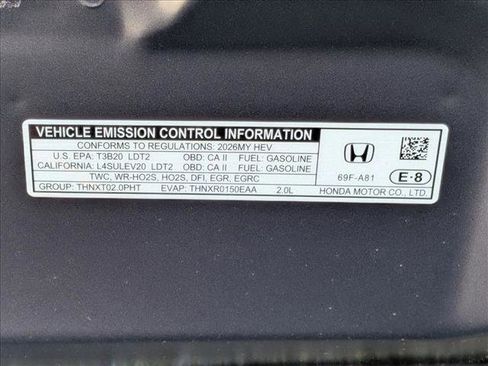 VEHICLE EMISSION CONTROL INFORMATION
CONFORMS TO REGULATIONS: 2026MY HEV
U.S. EPA: T3B20 LDT2 OBD: CA II FUEL: GASOLINE
CALIFORNIA: L4SULEV20 LDT2 OBD: CA II FUEL: GASOLINE
TWC, WR-HO2S, HO2S, DFI, EGR, EGRC
GROUP: THNXT02.0PHT EVAP: THNXR0150EAA 2.0L
69F-A81 E-8
HONDA MOTOR CO., LTD.